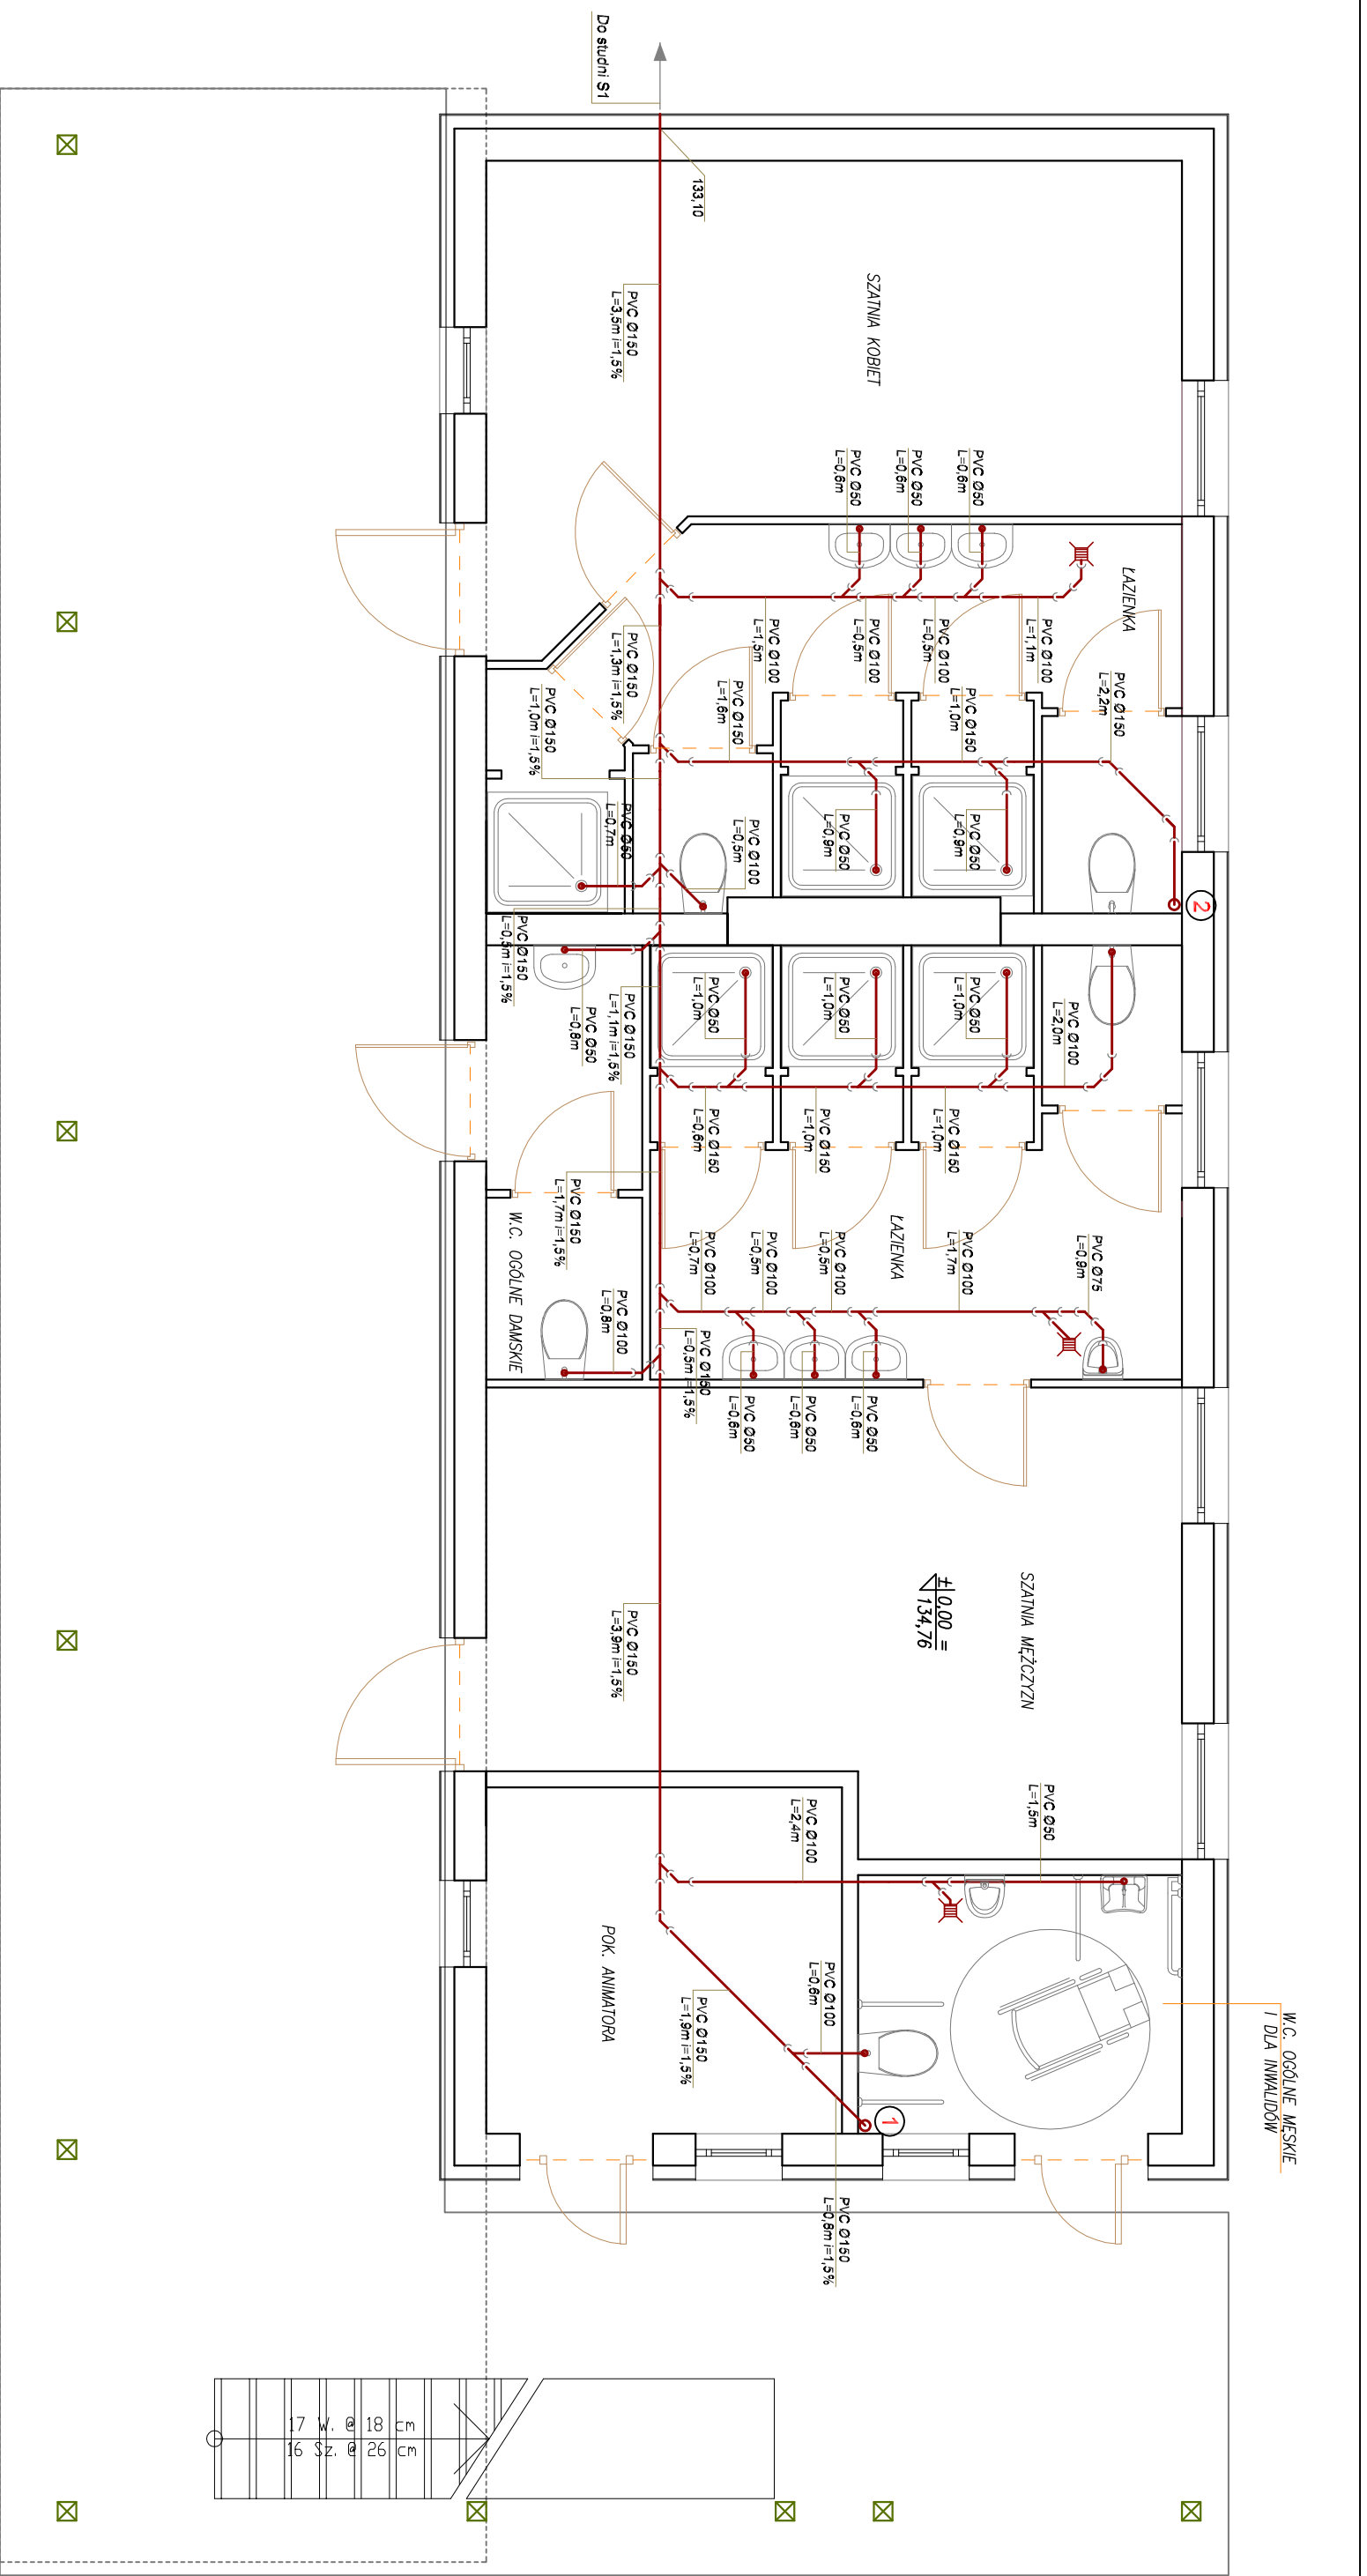 Do studni S1
133,10
PVC Ø150
L=3,5m i=1,5%
SZATNIA KOBIET
PVC Ø50
L=0,6m
PVC Ø50
L=0,6m
PVC Ø50
L=0,6m
ŁAZIENKA
PVC Ø150
L=1,3m i=1,5%
PVC Ø100
L=1,5m
PVC Ø100
L=0,5m
PVC Ø100
L=0,5m
PVC Ø100
L=1,1m
PVC Ø150
L=1,0m i=1,5%
PVC Ø150
L=1,6m
PVC Ø150
L=1,0m
PVC Ø150
L=2,2m
PVC Ø50
L=0,7m
PVC Ø100
L=0,5m
PVC Ø50
L=0,9m
PVC Ø50
L=0,9m
2
PVC Ø150
L=0,5m i=1,5%
PVC Ø50
L=0,8m
PVC Ø150
L=1,1m i=1,5%
PVC Ø50
L=1,0m
PVC Ø50
L=1,0m
PVC Ø50
L=1,0m
PVC Ø100
L=2,0m
PVC Ø150
L=0,6m
PVC Ø150
L=1,0m
PVC Ø150
L=1,0m
PVC Ø150
L=1,7m i=1,5%
W.C. OGÓLNE DAMSKIE
ŁAZIENKA
PVC Ø100
L=0,7m
PVC Ø100
L=0,5m
PVC Ø100
L=0,5m
PVC Ø100
L=1,7m
PVC Ø75
L=0,9m
PVC Ø100
L=0,8m
PVC Ø150
L=0,5m i=1,5%
PVC Ø50
L=0,6m
PVC Ø50
L=0,6m
PVC Ø50
L=0,6m
SZATNIA MĘŻCZYZN
± 0,00 =
134,76
PVC Ø150
L=3,9m i=1,5%
PVC Ø100
L=2,4m
PVC Ø50
L=1,5m
POK. ANIMATORA
PVC Ø150
L=1,9m i=1,5%
PVC Ø100
L=0,6m
W.C. OGÓLNE MĘSKIE
I DLA INWALIDÓW
1
PVC Ø150
L=0,8m i=1,5%
17 W. @ 18 cm
16 Sz. @ 26 cm